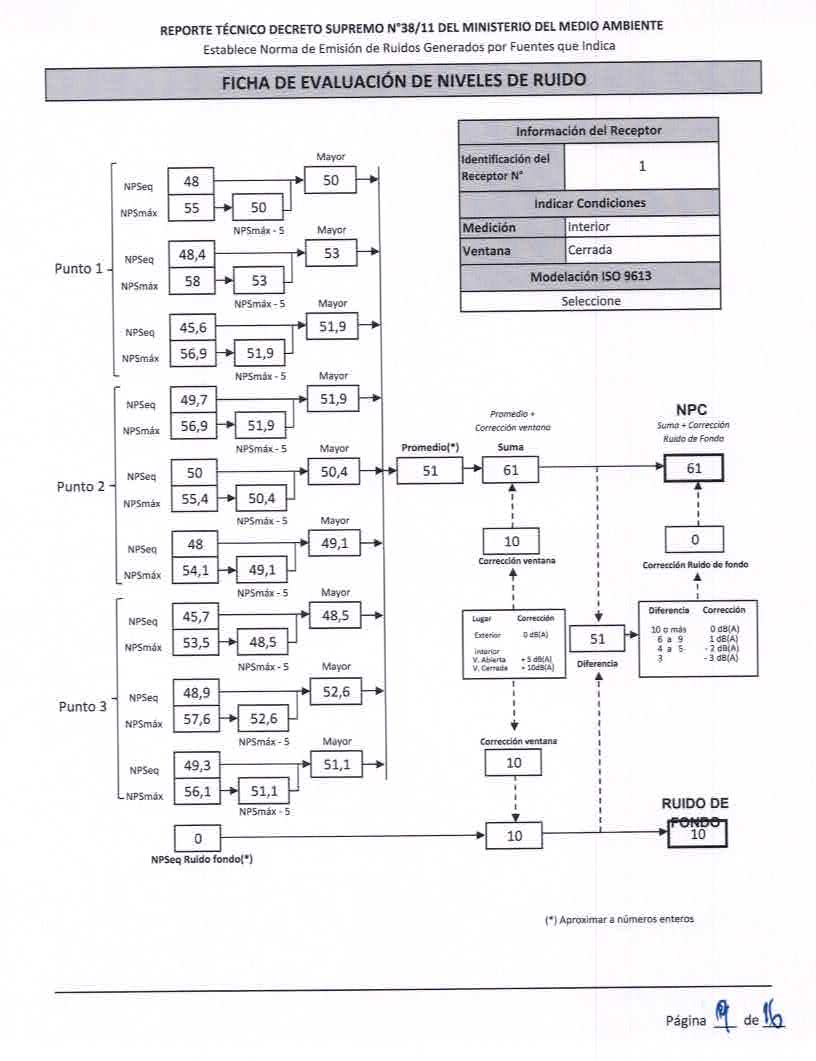 REPORTE TÉCNICO DECRETO SUPREMO N°38/11 DEL MINISTERIO DEL MEDIO AMBIENTE
Establece Norma de Emisión de Ruidos Generados por Fuentes que Indica
FICHA DE EVALUACIÓN DE NIVELES DE RUIDO
Información del Receptor
Identificación del
Receptor N°
1
Indicar Condiciones
Medición Interior
Ventana Cerrada
Modelación ISO 9613
Seleccione
Punto 1
Mayor
NPSeq 48 50
NPSmáx 55 50
NPSmáx - 5
Mayor
NPSeq 48,4 53
NPSmáx 58 53
NPSmáx - 5
Mayor
NPSeq 45,6 51,9
NPSmáx 56,9 51,9
NPSmáx - 5
Punto 2
Mayor
NPSeq 49,7 51,9
NPSmáx 56,9 51,9
NPSmáx - 5
Mayor
NPSeq 50 50,4
NPSmáx 55,4 50,4
NPSmáx - 5
Mayor
NPSeq 48 49,1
NPSmáx 54,1 49,1
NPSmáx - 5
Punto 3
Mayor
NPSeq 45,7 48,5
NPSmáx 53,5 48,5
NPSmáx - 5
Mayor
NPSeq 48,9 52,6
NPSmáx 57,6 52,6
NPSmáx - 5
Mayor
NPSeq 49,3 51,1
NPSmáx 56,1 51,1
NPSmáx - 5
0
NPSeq Ruido fondo(*)
Promedio(*)
51
Promedio +
Corrección ventana
Suma
61
10
Corrección ventana
Lugar Corrección
Exterior 0 dB(A)
Interior
V. Abierta + 5 dB(A)
V. Cerrada + 10dB(A)
Corrección ventana
10
10
NPC
Suma + Corrección
Ruido de Fondo
61
0
Corrección Ruido de fondo
51
Diferencia
Diferencia Corrección
10 o más 0 dB(A)
6 a 9 1 dB(A)
4 a 5 - 2 dB(A)
3 - 3 dB(A)
RUIDO DE
FONDO
10
(*) Aproximar a números enteros
Página de 16